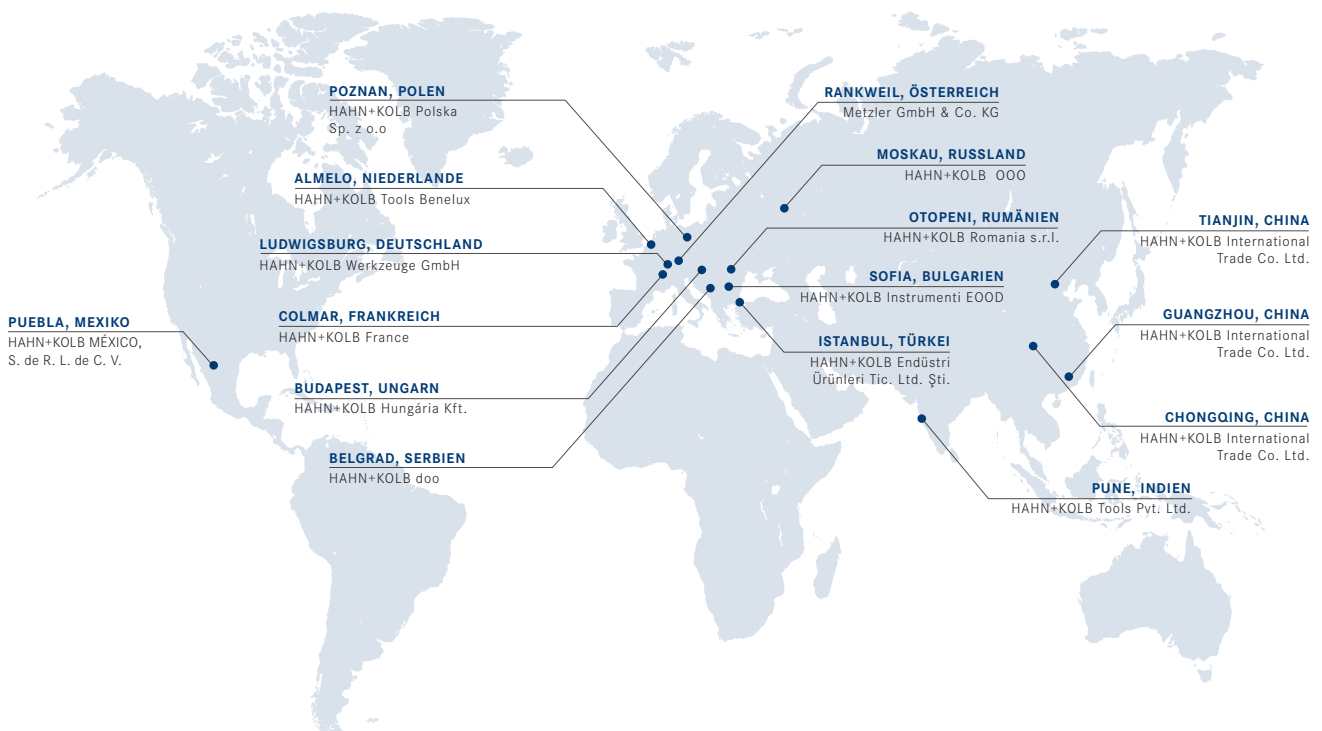 POZNAN, POLEN
HAHN+KOLB Polska
Sp. z o.o
ALMELO, NIEDERLANDE
HAHN+KOLB Tools Benelux
LUDWIGSBURG, DEUTSCHLAND
HAHN+KOLB Werkzeuge GmbH
COLMAR, FRANKREICH
HAHN+KOLB France
PUEBLA, MEXIKO
HAHN+KOLB MÉXICO,
S. de R. L. de C. V.
BUDAPEST, UNGARN
HAHN+KOLB Hungária Kft.
BELGRAD, SERBIEN
HAHN+KOLB doo
RANKWEIL, ÖSTERREICH
Metzler GmbH & Co. KG
MOSKAU, RUSSLAND
HAHN+KOLB OOO
OTOPENI, RUMÄNIEN
HAHN+KOLB Romania s.r.l.
SOFIA, BULGARIEN
HAHN+KOLB Instrumenti EOOD
ISTANBUL, TÜRKEI
HAHN+KOLB Endüstri
Ürünleri Tic. Ltd. Şti.
TIANJIN, CHINA
HAHN+KOLB International
Trade Co. Ltd.
GUANGZHOU, CHINA
HAHN+KOLB International
Trade Co. Ltd.
CHONGQING, CHINA
HAHN+KOLB International
Trade Co. Ltd.
PUNE, INDIEN
HAHN+KOLB Tools Pvt. Ltd.